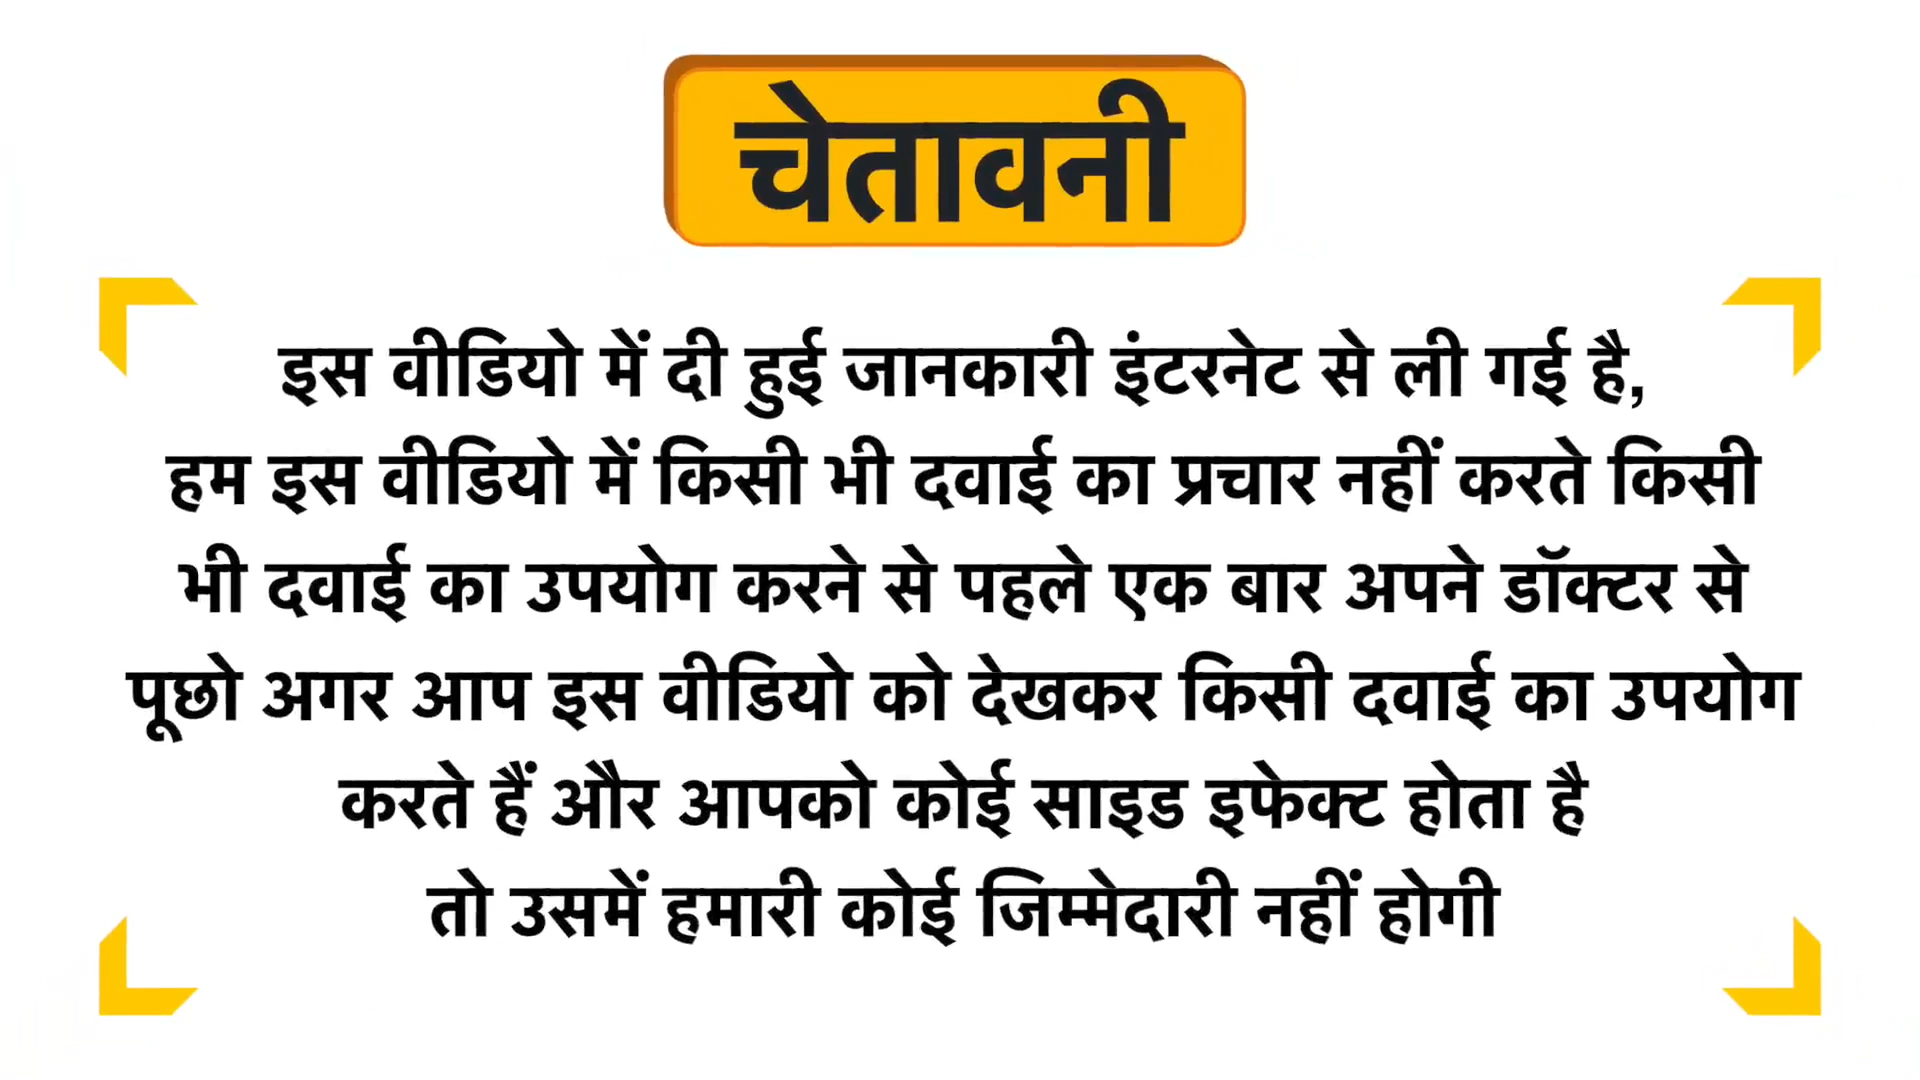 चेतावनी
इस वीडियो में दी हुई जानकारी इंटरनेट से ली गई है,
हम इस वीडियो में किसी भी दवाई का प्रचार नहीं करते किसी
भी दवाई का उपयोग करने से पहले एक बार अपने डॉक्टर से
पूछो अगर आप इस वीडियो को देखकर किसी दवाई का उपयोग
करते हैं और आपको कोई साइड इफेक्ट होता है
तो उसमें हमारी कोई जिम्मेदारी नहीं होगी